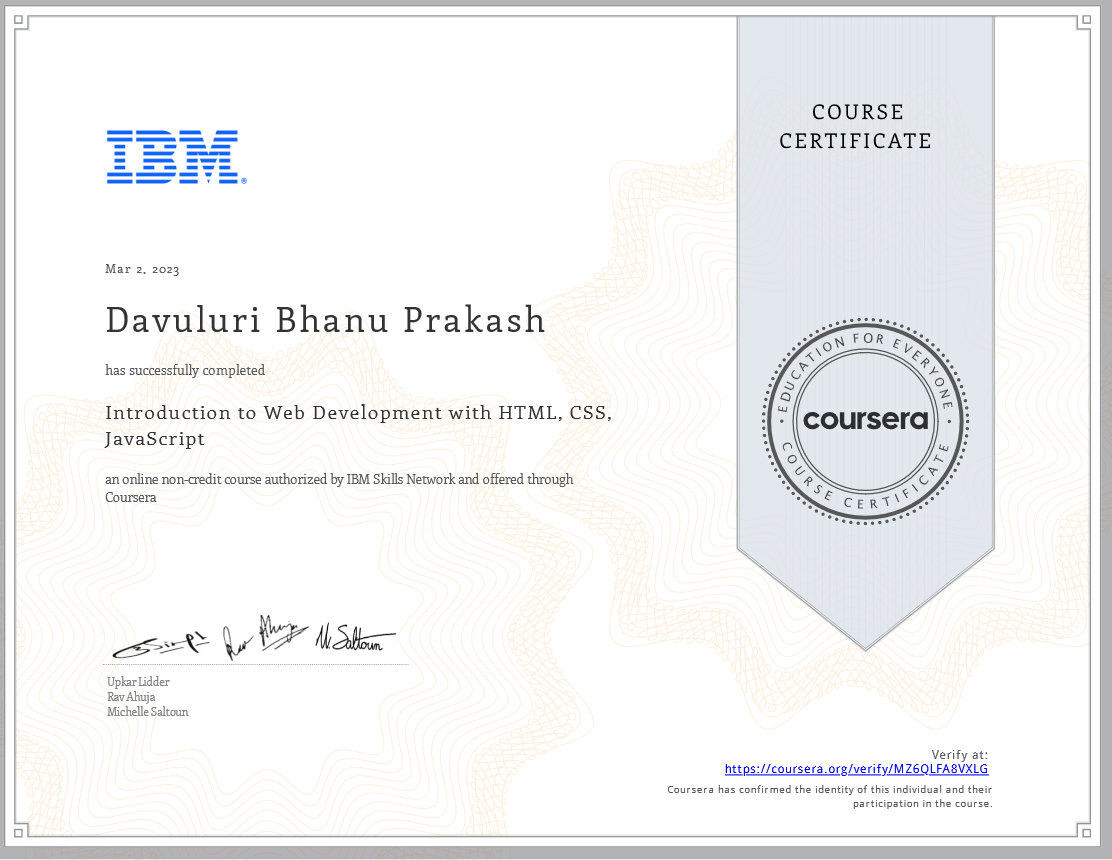 COURSE
CERTIFICATE
IBM®
Mar 2, 2023
Davuluri Bhanu Prakash
has successfully completed
Introduction to Web Development with HTML, CSS,
JavaScript
an online non-credit course authorized by IBM Skills Network and offered through
Coursera
EDUCATION FOR EVERYONE
coursera
COURSE CERTIFICATE
Rav Ahuja
M. Saltoun
Upkar Lidder
Rav Ahuja
Michelle Saltoun
Verify at:
https://coursera.org/verify/MZ6QLFA8VXLG
Coursera has confirmed the identity of this individual and their
participation in the course.